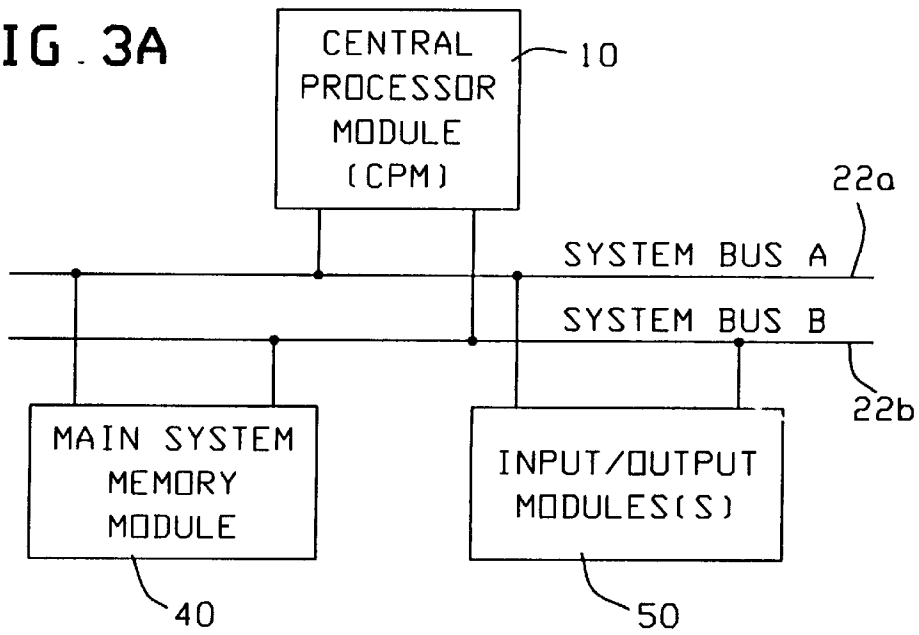 IG. 3A
CENTRAL
PROCESSOR
MODULE
(CPM)
10
22a
SYSTEM BUS A
SYSTEM BUS B
22b
MAIN SYSTEM
MEMORY
MODULE
INPUT/OUTPUT
MODULES(S)
40
50